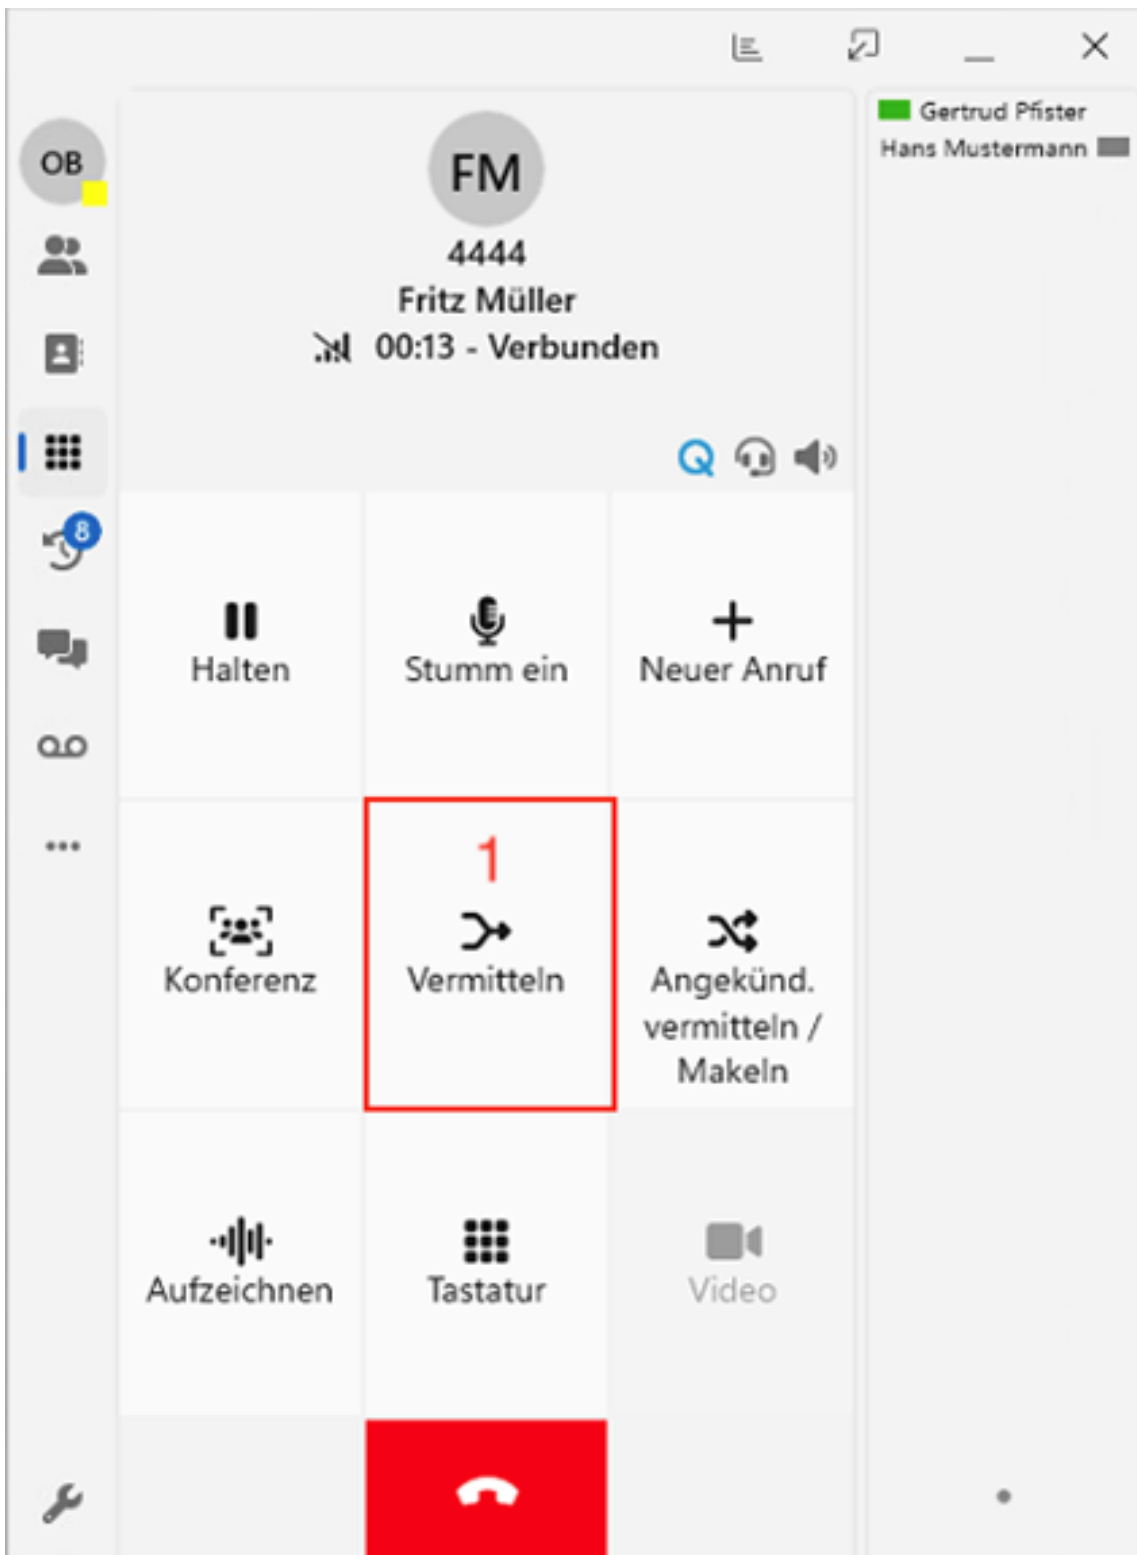 Gertrud Pfister
Hans Mustermann
OB
FM
4444
Fritz Müller
00:13 - Verbunden
8
Halten
Stumm ein
Neuer Anruf
1
Konferenz
Vermitteln
Angekünd.
vermitteln /
Makeln
Aufzeichnen
Tastatur
Video